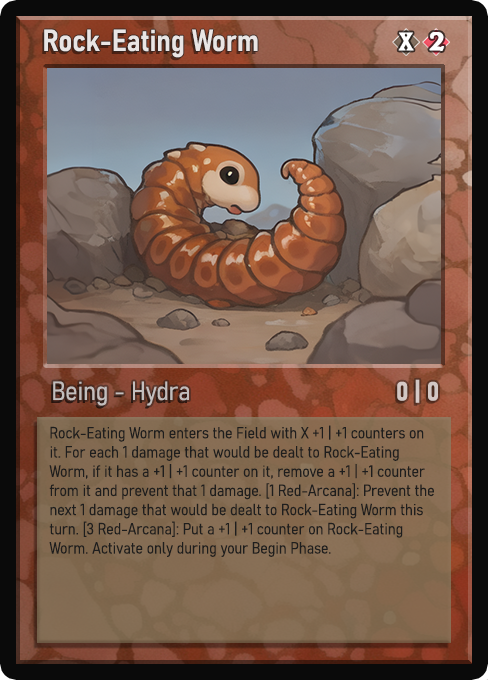 Rock-Eating Worm X 2
Being - Hydra 0|0
Rock-Eating Worm enters the Field with X +1 | +1 counters on
it. For each 1 damage that would be dealt to Rock-Eating
Worm, if it has a +1 | +1 counter on it, remove a +1 | +1 counter
from it and prevent that 1 damage. [1 Red-Arcana]: Prevent the
next 1 damage that would be dealt to Rock-Eating Worm this
turn. [3 Red-Arcana]: Put a +1 | +1 counter on Rock-Eating
Worm. Activate only during your Begin Phase.